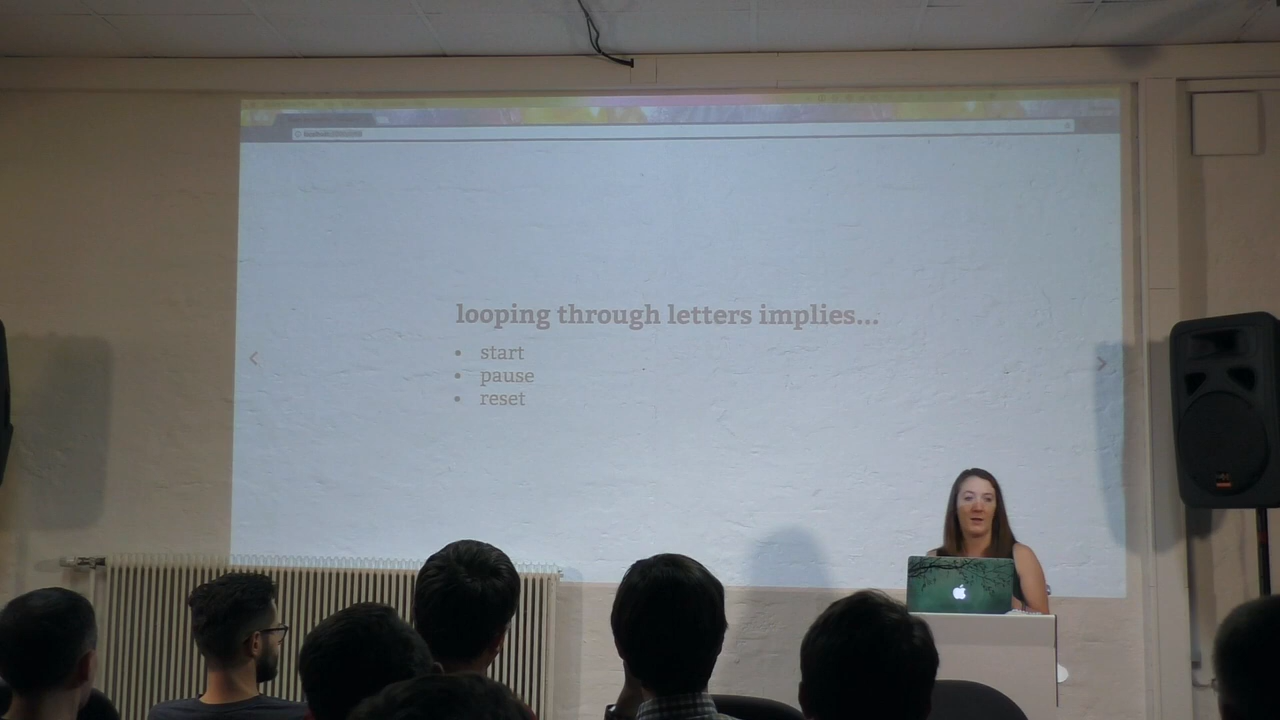 looping through letters implies...
• start
• pause
• reset